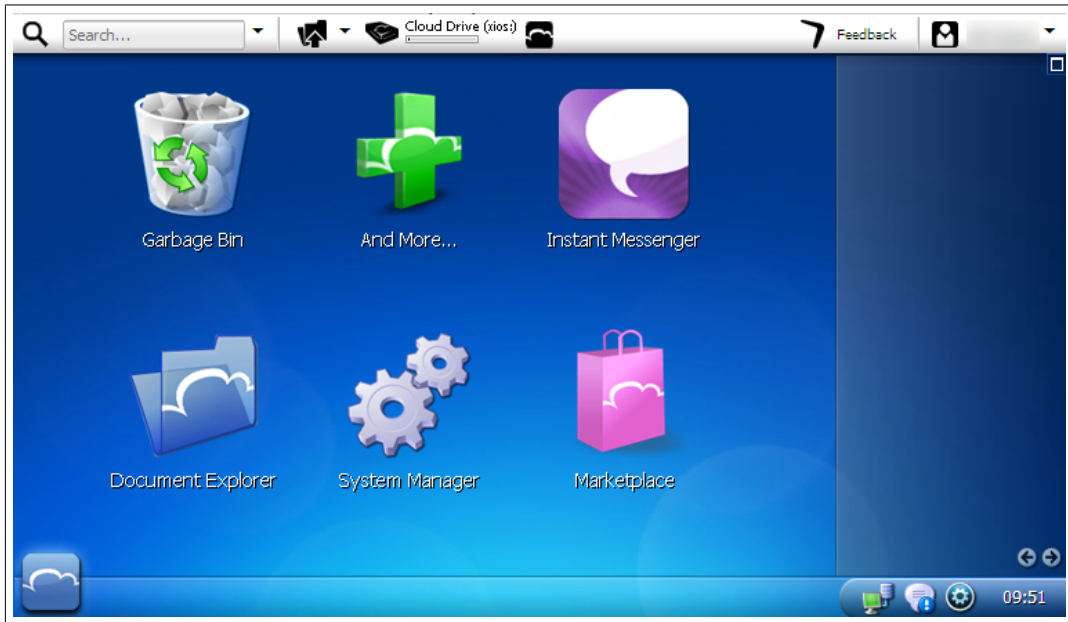 Search...
Cloud Drive (xios:)
Feedback
Garbage Bin
And More...
Instant Messenger
Document Explorer
System Manager
Marketplace
09:51